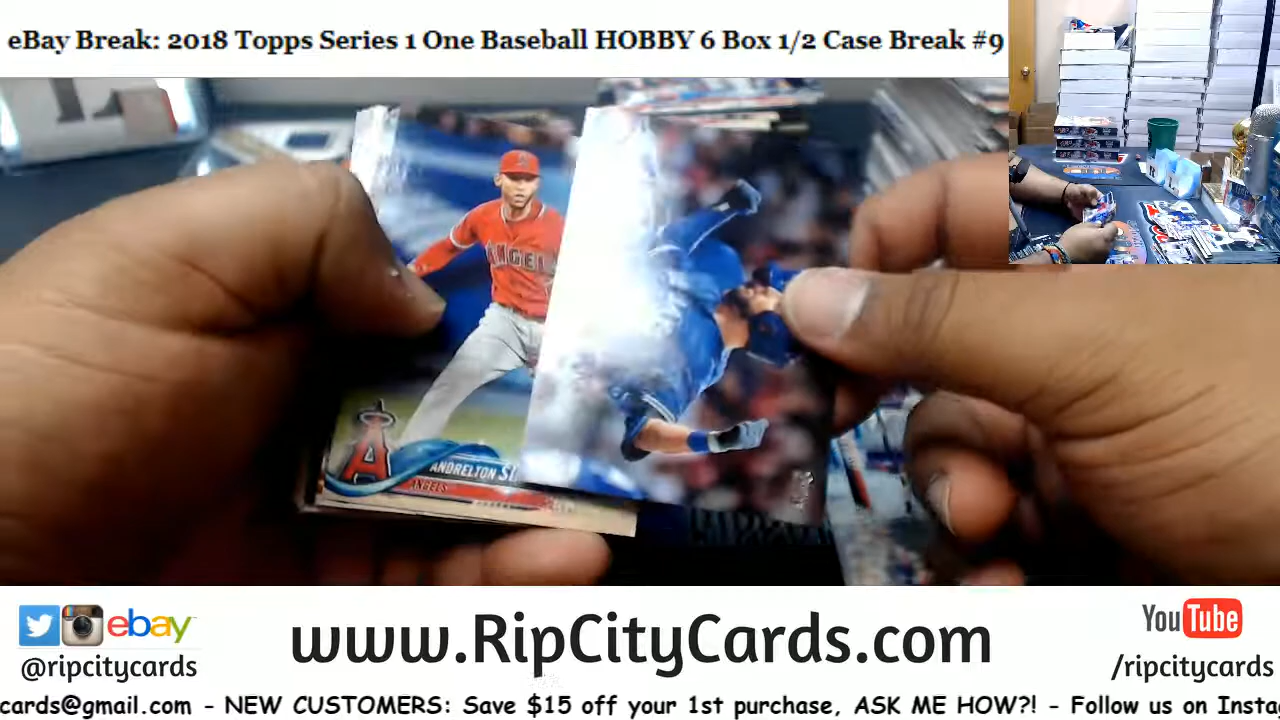 eBay Break: 2018 Topps Series 1 One Baseball HOBBY 6 Box 1/2 Case Break #9
ANGELS
A
ANDRELTON
ANGELS
ebay
@ripcitycards
www.RipCityCards.com
YouTube
/ripcitycards
cards@gmail.com - NEW CUSTOMERS: Save $15 off your 1st purchase, ASK ME HOW?! - Follow us on Insta